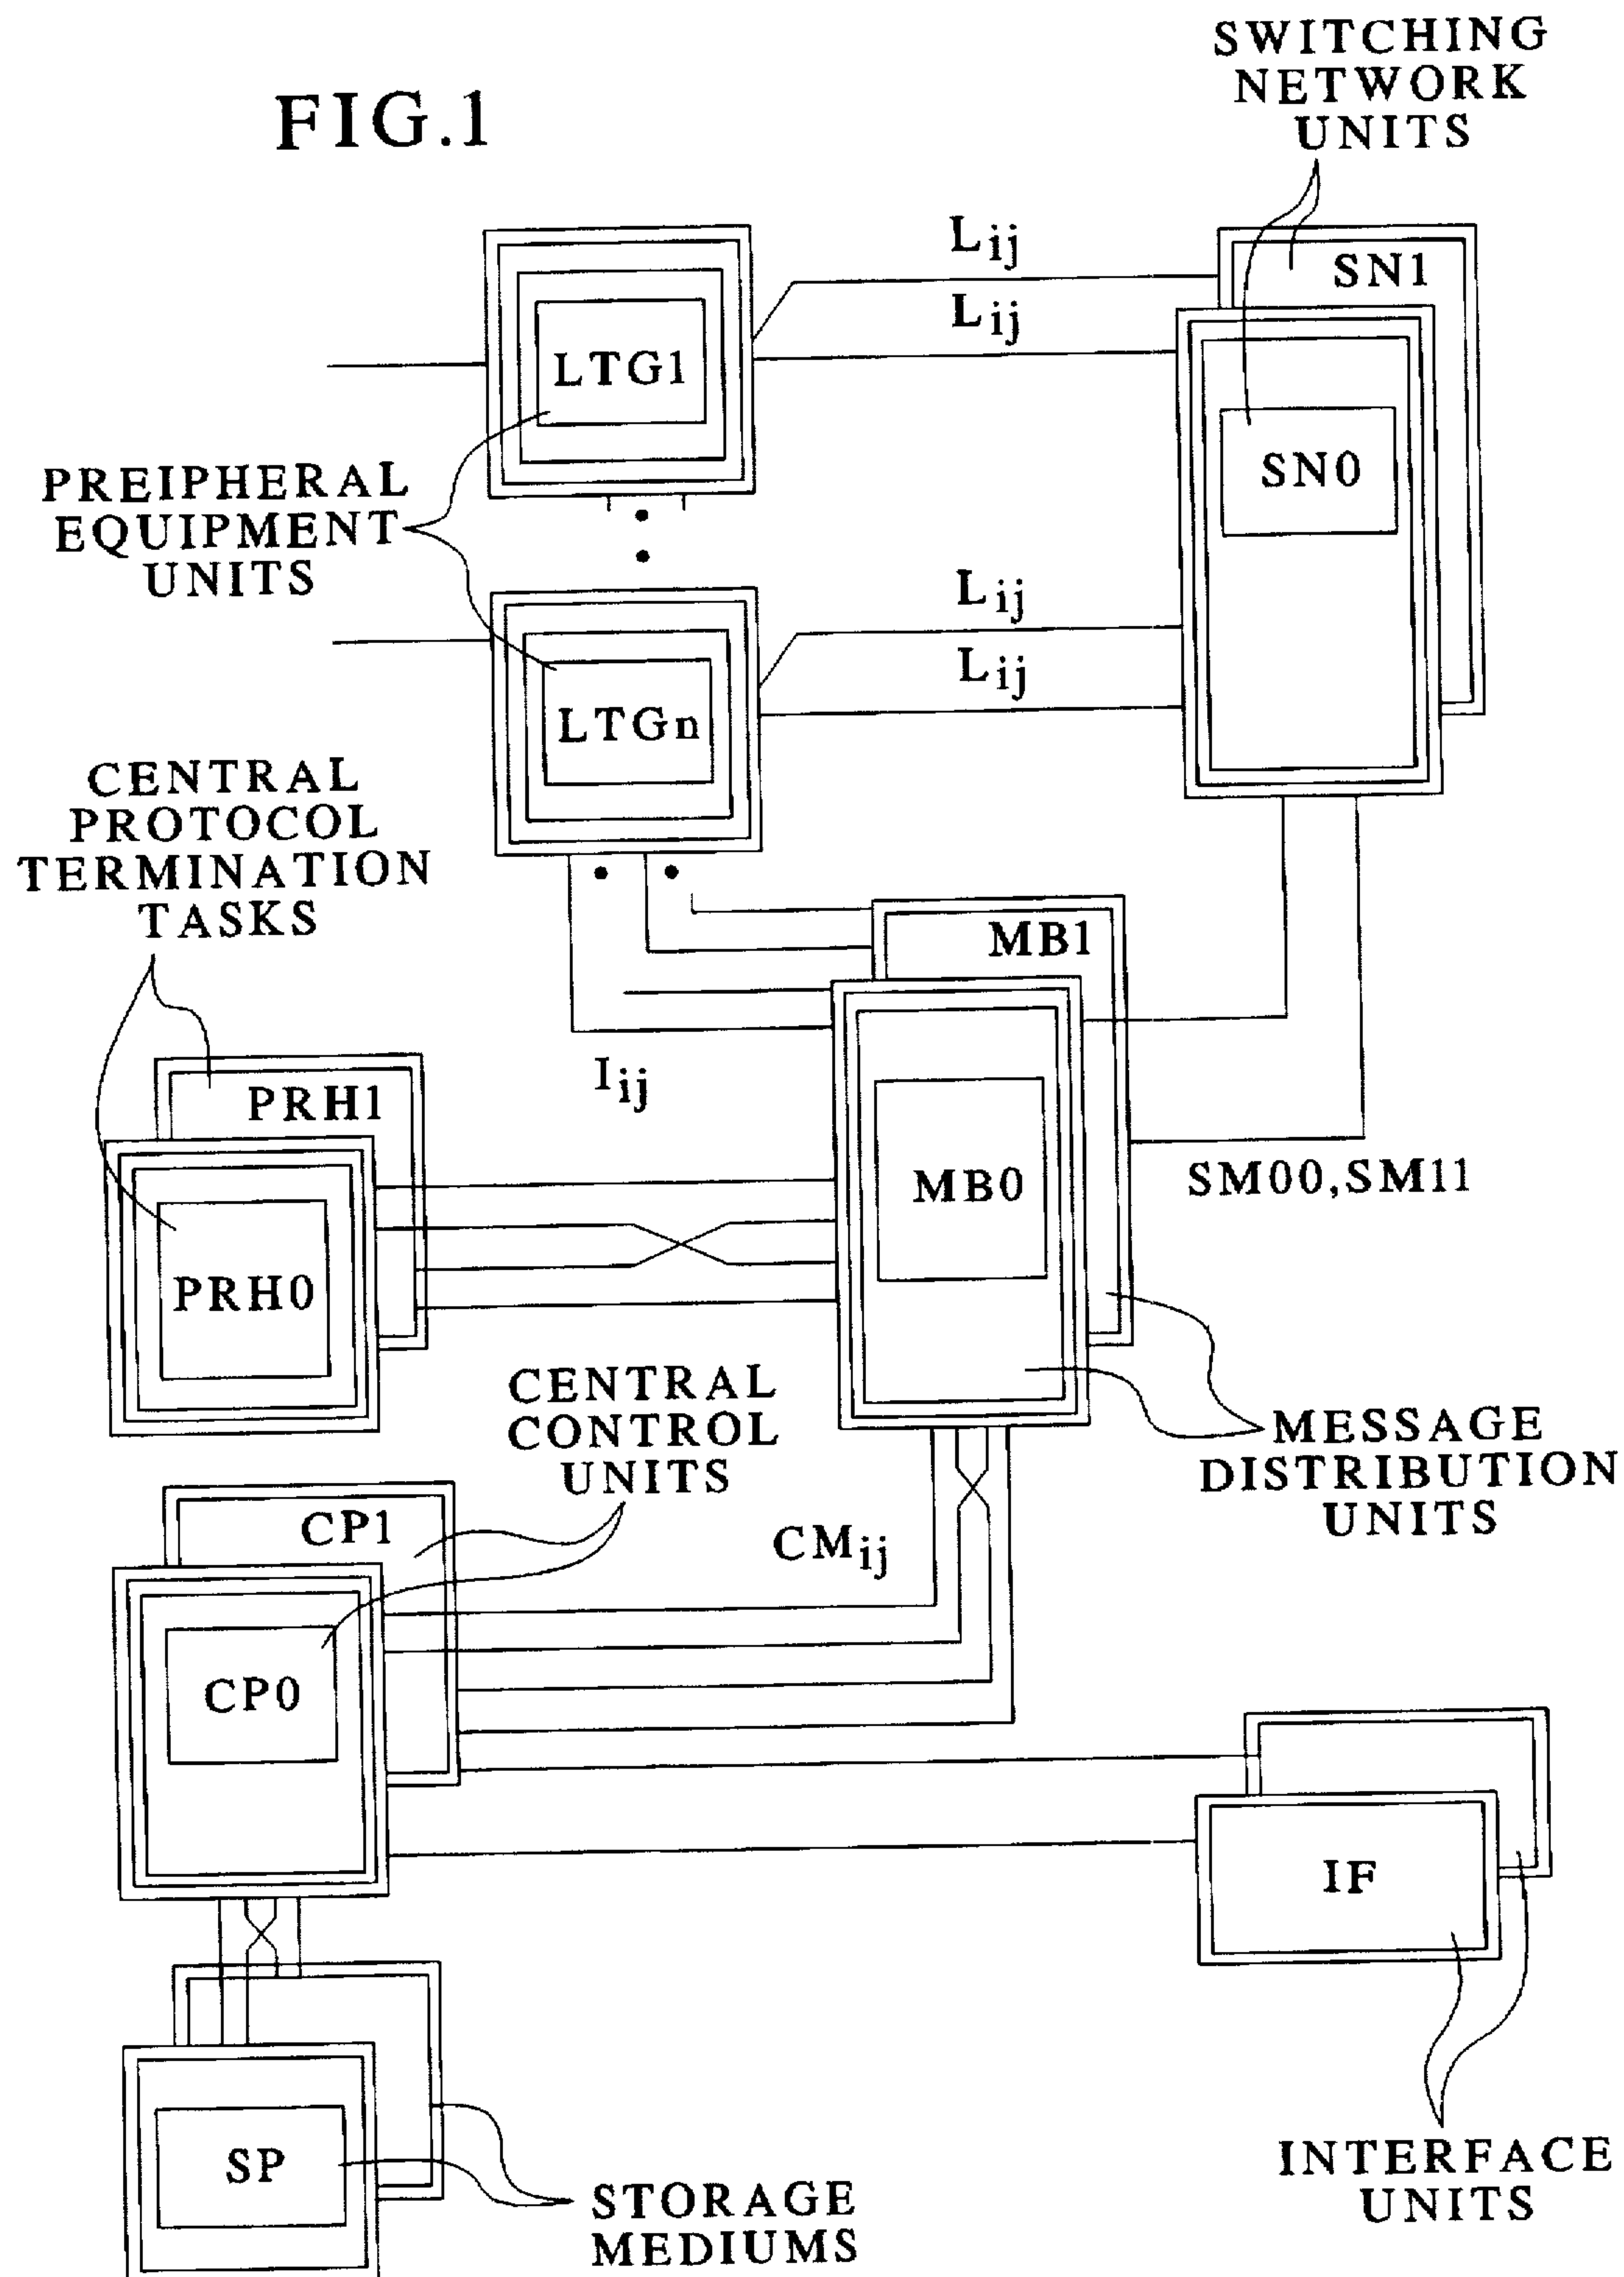 SWITCHING
NETWORK
UNITS
FIG.1
Lij
SN1
Lij
LTG1
SN0
PREIPHERAL
EQUIPMENT
UNITS
Lij
Lij
LTGn
CENTRAL
PROTOCOL
TERMINATION
TASKS
MB1
Iij
PRH1
MB0
SM00,SM11
PRH0
CENTRAL
CONTROL
UNITS
MESSAGE
DISTRIBUTION
UNITS
CP1
CMij
CP0
IF
SP
STORAGE
MEDIUMS
INTERFACE
UNITS